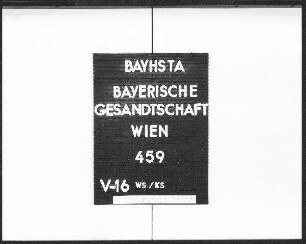 BAYHSTA
BAYERISCHE
GESANDTSCHAFT
WIEN
459
V-16 WS/KS